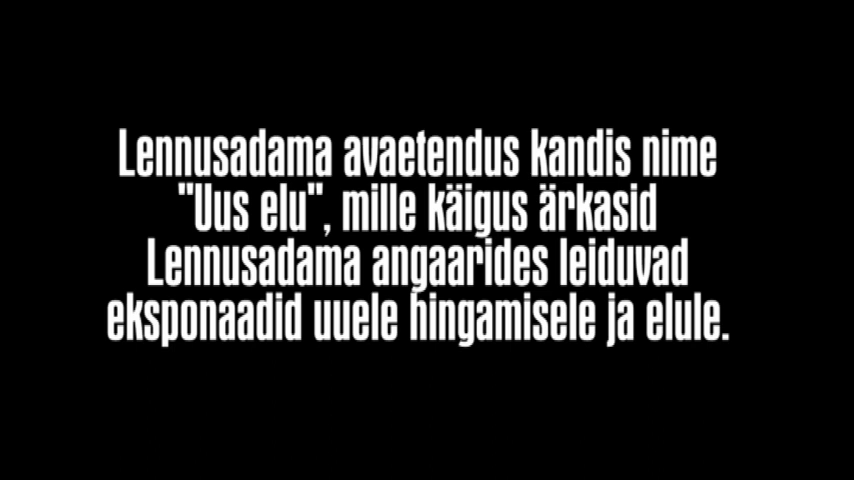 Lennusadama avaetendus kandis nime
"Uus elu", mille käigus ärkasid
Lennusadama angaarides leiduvad
eksponaadid uuele hingamisele ja elule.